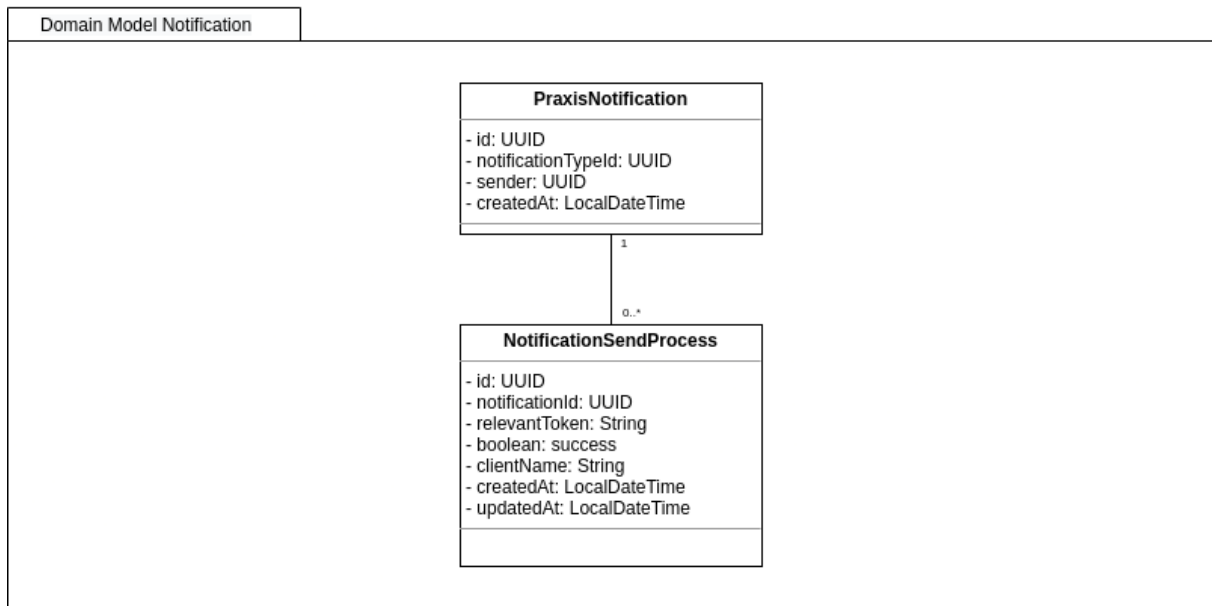 Domain Model Notification
PraxisNotification
- id: UUID
- notificationTypeId: UUID
- sender: UUID
- createdAt: LocalDateTime
1
0..*
NotificationSendProcess
- id: UUID
- notificationId: UUID
- relevantToken: String
- boolean: success
- clientName: String
- createdAt: LocalDateTime
- updatedAt: LocalDateTime